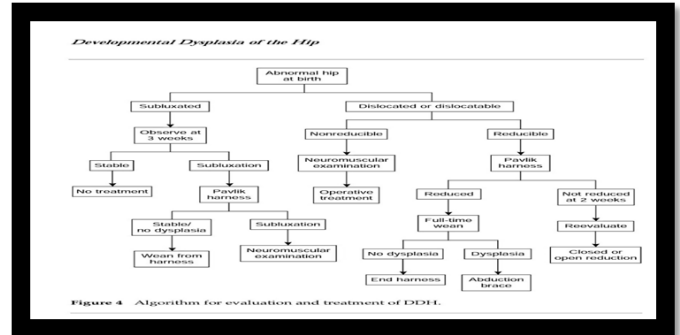 Developmental Dysplasia of the Hip
Abnormal hip
at birth
Subluxated
Dislocated or dislocatable
Observe at
3 weeks
Nonreducible
Reducible
Stable
Subluxation
Neuromuscular
examination
Pavlik
harness
No treatment
Pavlik
harness
Operative
treatment
Reduced
Not reduced
at 2 weeks
Stable/
no dysplasia
Subluxation
Full-time
wean
Reevaluate
Wean from
harness
Neuromuscular
examination
No dysplasia
Dysplasia
Closed or
open reduction
End harness
Abduction
brace
Figure 4 Algorithm for evaluation and treatment of DDH.